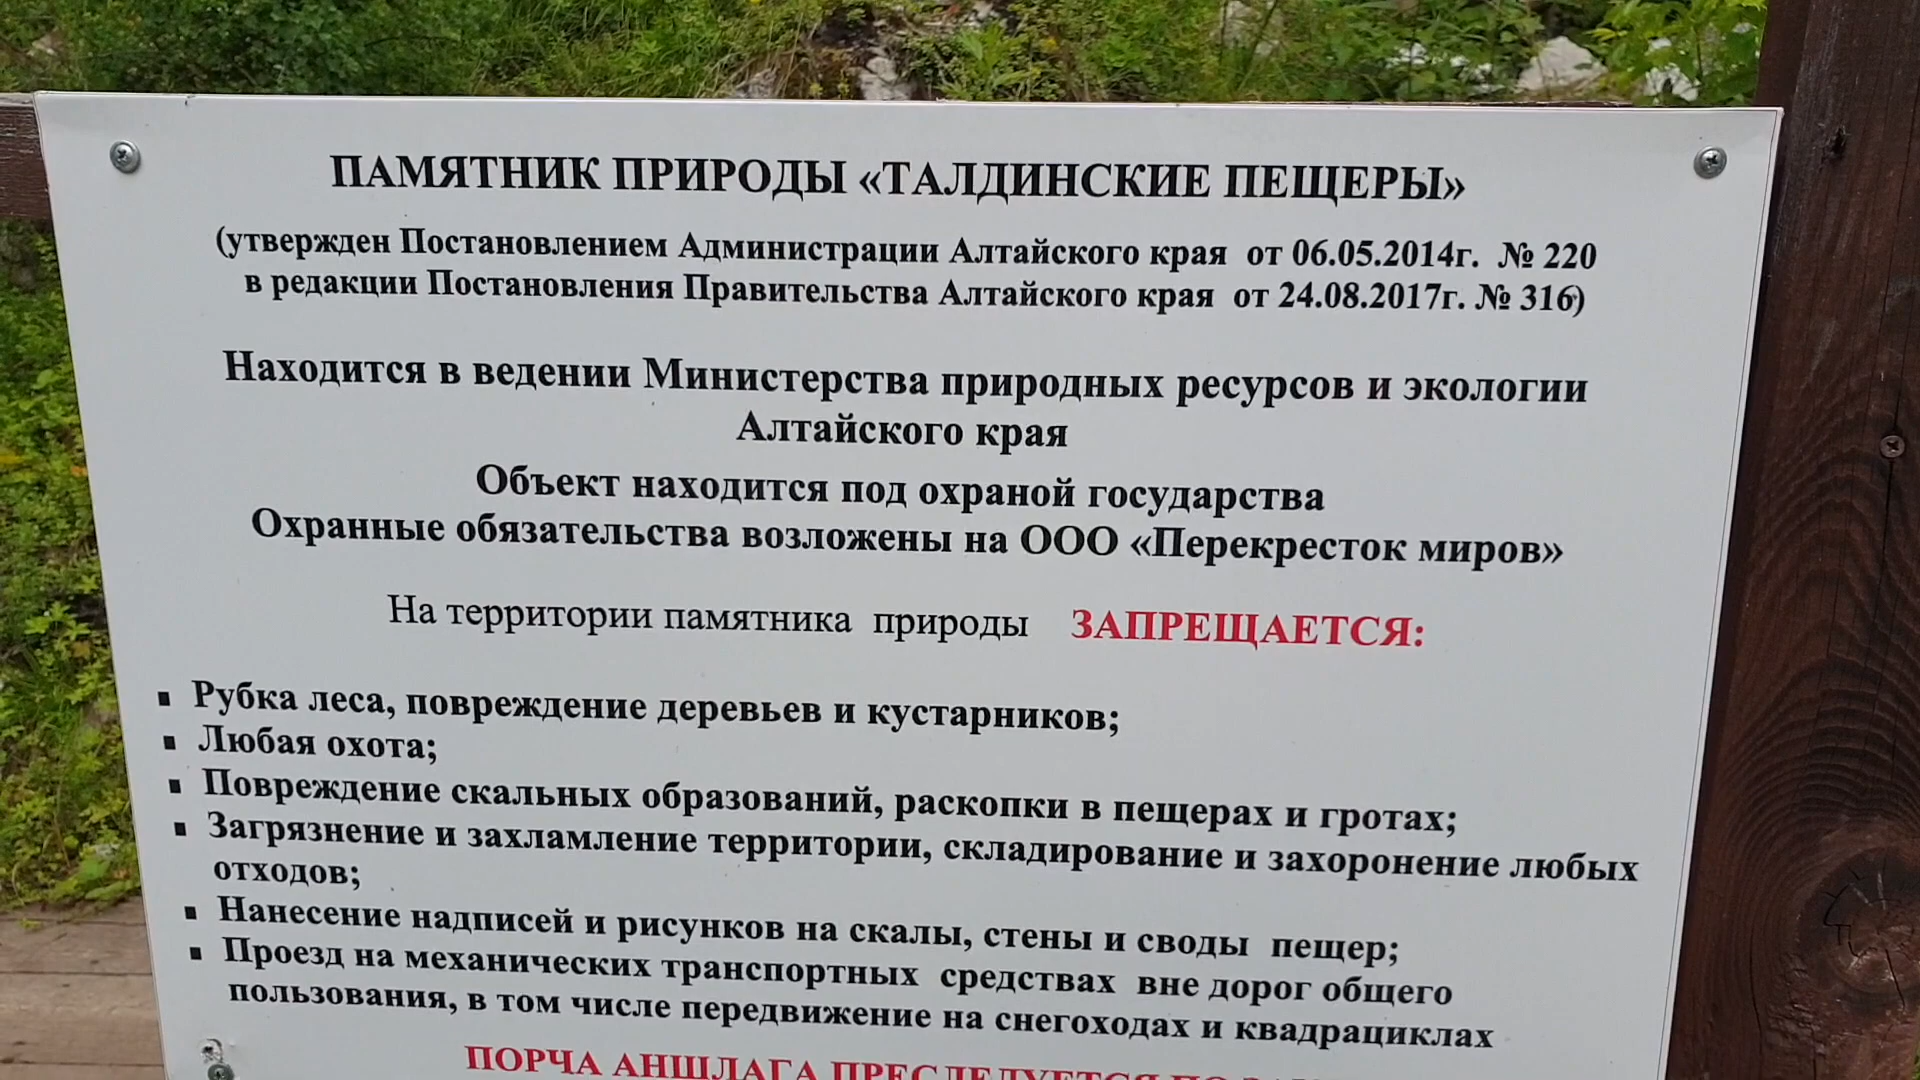 ПАМЯТНИК ПРИРОДЫ «ТАЛДИНСКИЕ ПЕЩЕРЫ»
(утвержден Постановлением Администрации Алтайского края от 06.05.2014г. № 220
в редакции Постановления Правительства Алтайского края от 24.08.2017г. № 316)
Находится в ведении Министерства природных ресурсов и экологии
Алтайского края
Объект находится под охраной государства
Охранные обязательства возложены на ООО «Перекресток миров»
На территории памятника природы ЗАПРЕЩАЕТСЯ:
▪ Рубка леса, повреждение деревьев и кустарников;
▪ Любая охота;
▪ Повреждение скальных образований, раскопки в пещерах и гротах;
▪ Загрязнение и захламление территории, складирование и захоронение любых
отходов;
▪ Нанесение надписей и рисунков на скалы, стены и своды пещер;
▪ Проезд на механических транспортных средствах вне дорог общего
пользования, в том числе передвижение на снегоходах и квадрациклах
ПОРЧА АНШЛАГА ПРЕСЛЕДУЕТСЯ ПО